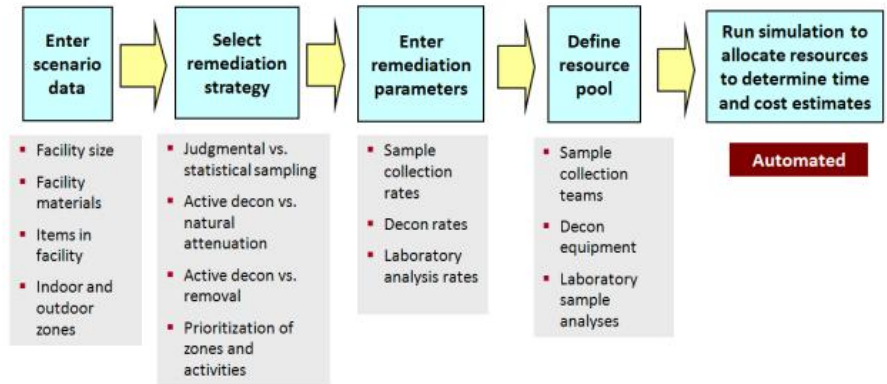 Enter
scenario
data
Select
remediation
strategy
Enter
remediation
parameters
Define
resource
pool
Run simulation to
allocate resources
to determine time
and cost estimates
▪ Facility size
▪ Facility
materials
▪ Items in
facility
▪ Indoor and
outdoor
zones
▪ Judgmental vs.
statistical sampling
▪ Active decon vs.
natural
attenuation
▪ Active decon vs.
removal
▪ Prioritization of
zones and
activities
▪ Sample
collection
rates
▪ Decon rates
▪ Laboratory
analysis rates
▪ Sample
collection
teams
▪ Decon
equipment
▪ Laboratory
sample
analyses
Automated